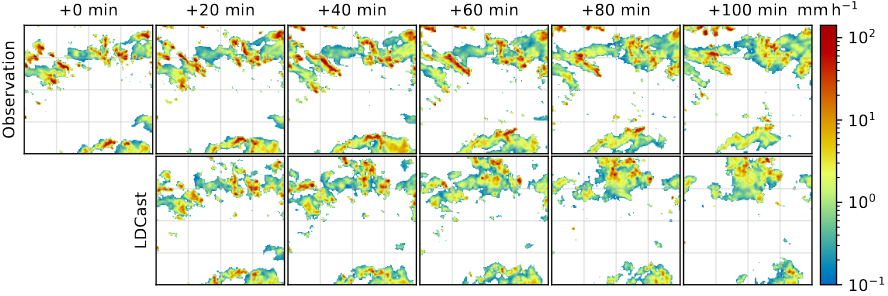 +0 min +20 min +40 min +60 min +80 min +100 min mm h⁻¹
Observation
LDCast
10²
10¹
10⁰
10⁻¹